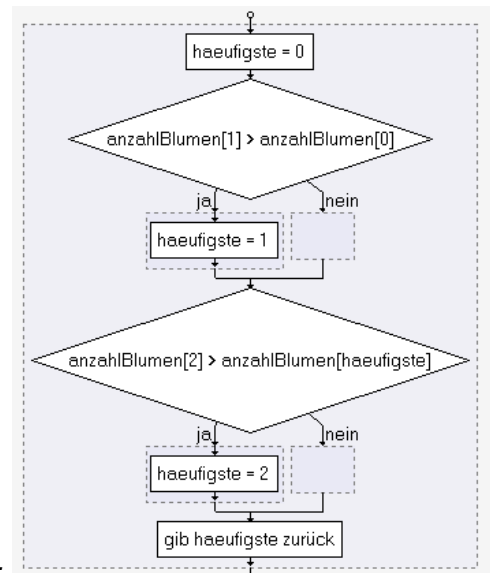 haeufigste = 0
anzahlBlumen[1] > anzahlBlumen[0]
ja nein
haeufigste = 1
anzahlBlumen[2] > anzahlBlumen[haeufigste]
ja nein
haeufigste = 2
gib haeufigste zurück